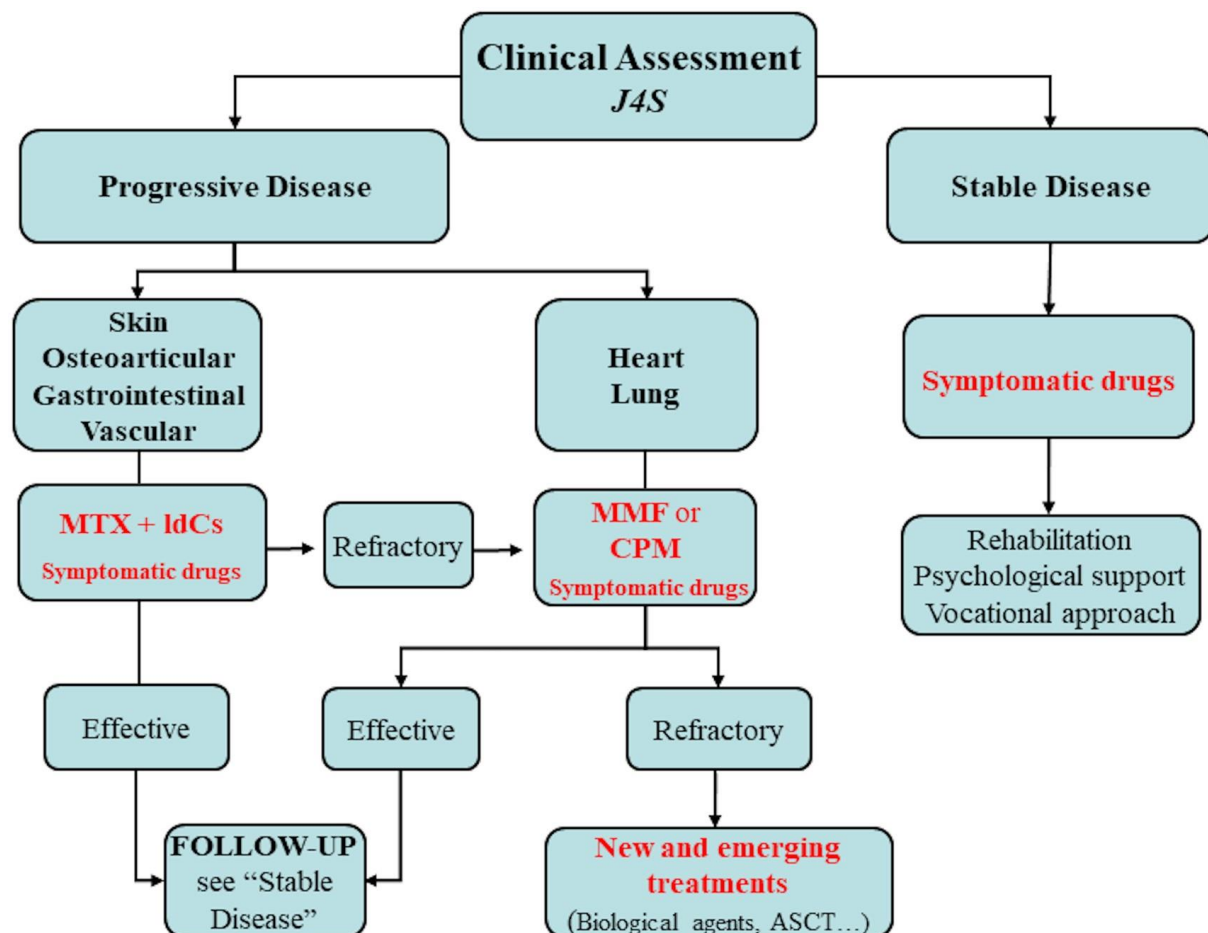 Clinical Assessment
J4S
Progressive Disease
Stable Disease
Skin
Osteoarticular
Gastrointestinal
Vascular
Heart
Lung
Symptomatic drugs
MTX + ldCs
Symptomatic drugs
Refractory
MMF or
CPM
Symptomatic drugs
Rehabilitation
Psychological support
Vocational approach
Effective
Effective
Refractory
FOLLOW-UP
see “Stable
Disease”
New and emerging
treatments
(Biological agents, ASCT…)